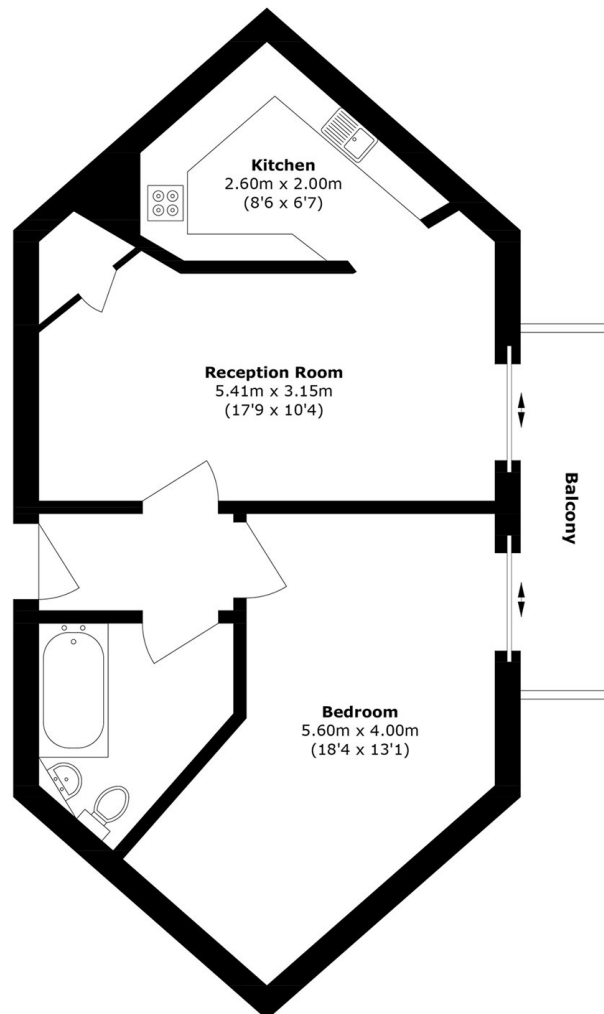 Kitchen
2.60m x 2.00m
(8'6 x 6'7)
Reception Room
5.41m x 3.15m
(17'9 x 10'4)
Balcony
Bedroom
5.60m x 4.00m
(18'4 x 13'1)